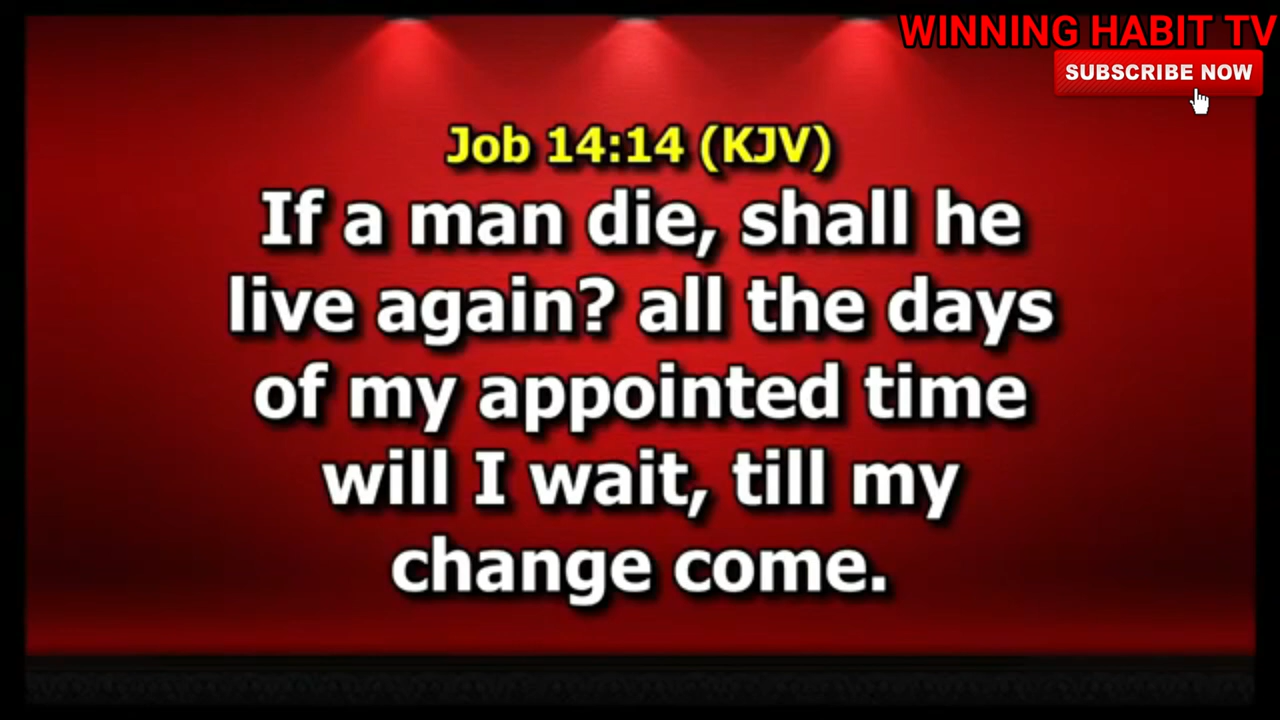 WINNING HABIT TV
SUBSCRIBE NOW
Job 14:14 (KJV)
If a man die, shall he
live again? all the days
of my appointed time
will I wait, till my
change come.